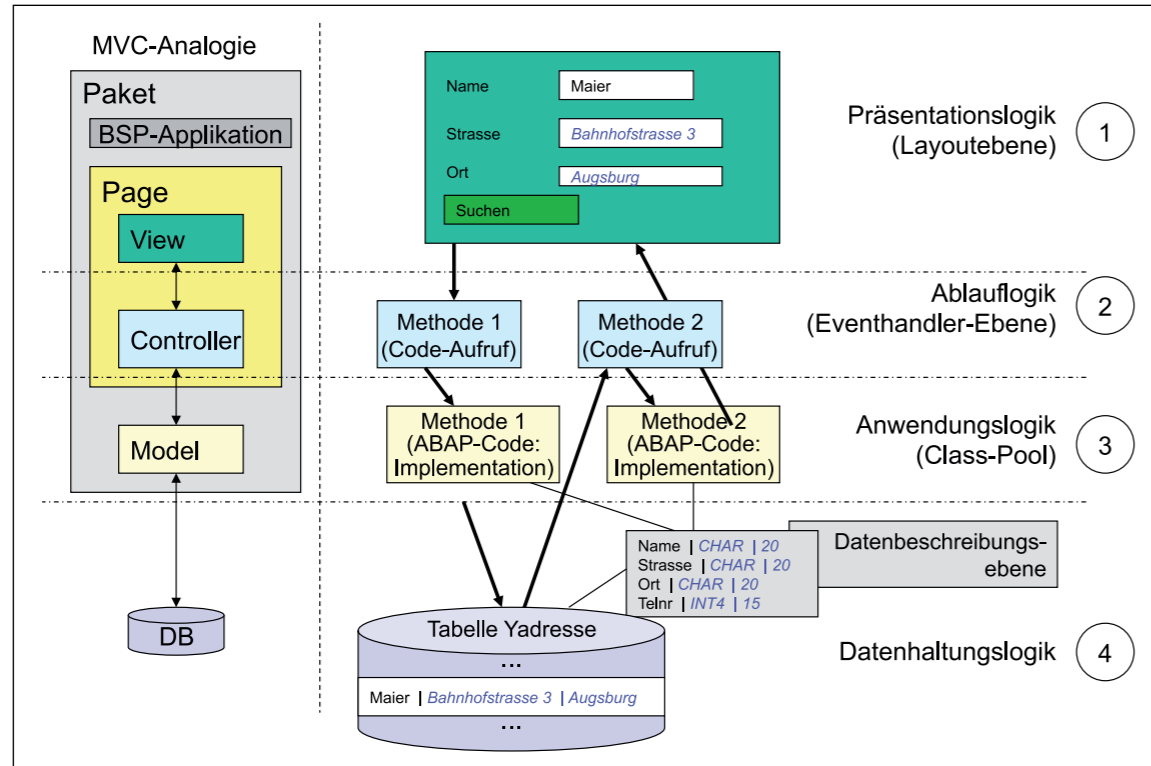 MVC-Analogie
Paket
BSP-Applikation
Page
View
Controller
Model
DB
Name Maier
Strasse Bahnhofstrasse 3
Ort Augsburg
Suchen
Präsentationslogik
(Layoutebene)
1
Methode 1
(Code-Aufruf)
Methode 2
(Code-Aufruf)
Ablauflogik
(Eventhandler-Ebene)
2
Methode 1
(ABAP-Code:
Implementation)
Methode 2
(ABAP-Code:
Implementation)
Anwendungslogik
(Class-Pool)
3
Name | CHAR | 20
Strasse | CHAR | 20
Ort | CHAR | 20
Telnr | INT4 | 15
Datenbeschreibungs-
ebene
Tabelle Yadresse
...
Maier | Bahnhofstrasse 3 | Augsburg
...
Datenhaltungslogik
4